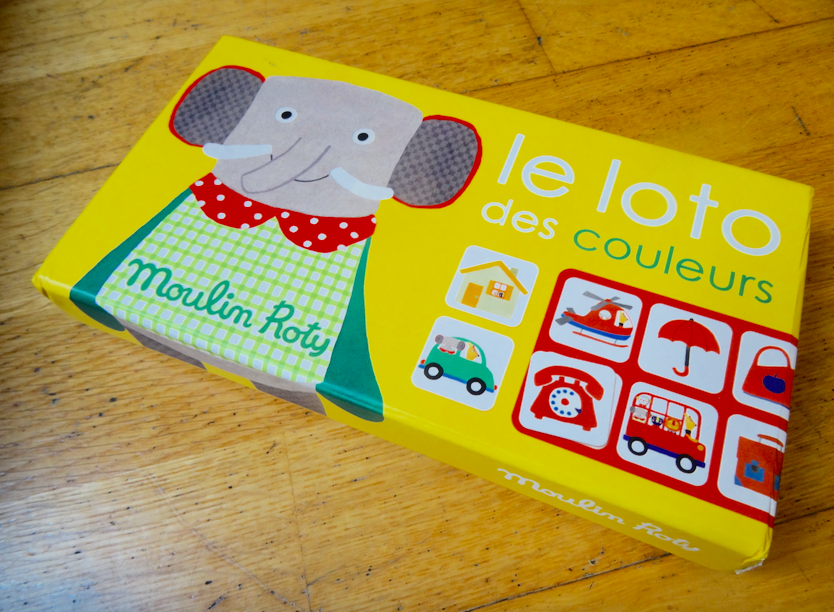 le loto
des couleurs
Moulin Roty
Moulin Roty